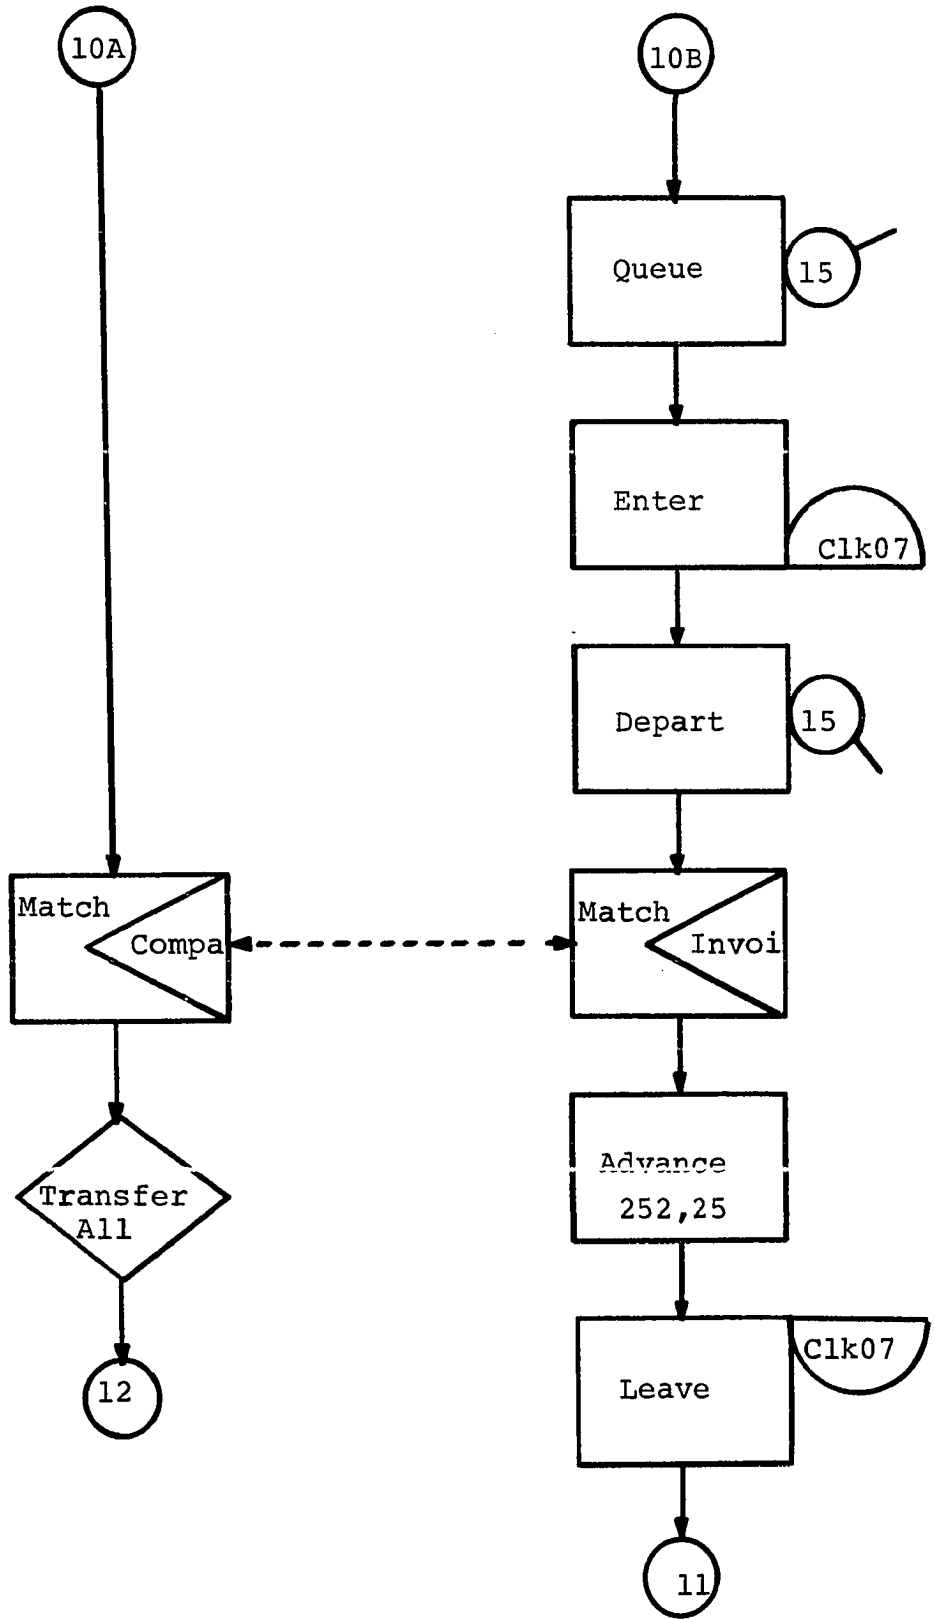 10A
10B
Queue
15
Enter
Clk07
Depart
15
Match
Compa
Match
Invoi
Transfer
All
Advance
252,25
12
Leave
Clk07
11